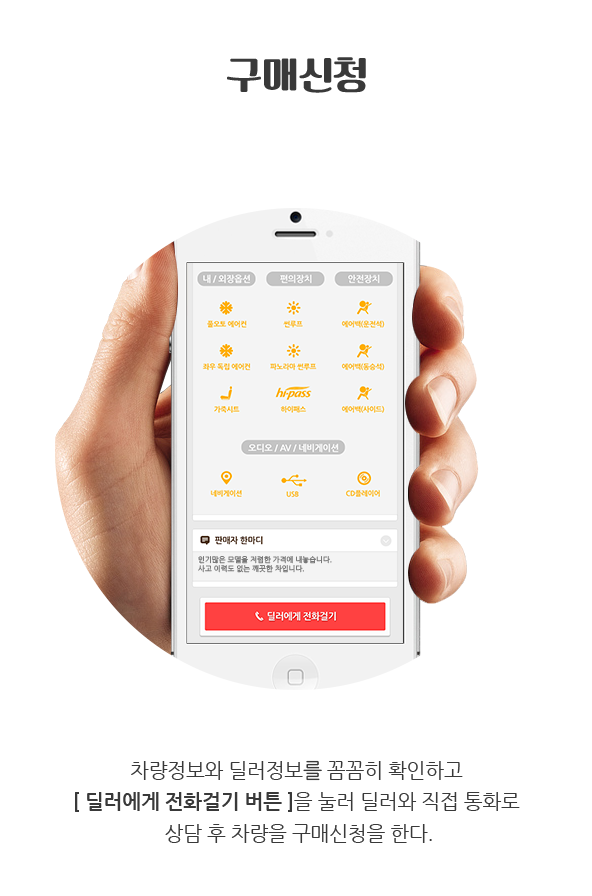 구매신청
내 / 외장옵션 편의장치 안전장치
풀오토 에어컨 썬루프 에어백(운전석)
좌우 독립 에어컨 파노라마 썬루프 에어백(동승석)
hi-pass
가죽시트 하이패스 에어백(사이드)
오디오 / AV / 네비게이션
네비게이션 USB CD플레이어
판매자 한마디
인기많은 모델을 저렴한 가격에 내놓습니다.
사고 이력도 없는 깨끗한 차입니다.
딜러에게 전화걸기
차량정보와 딜러정보를 꼼꼼히 확인하고
[ 딜러에게 전화걸기 버튼 ]을 눌러 딜러와 직접 통화로
상담 후 차량을 구매신청을 한다.